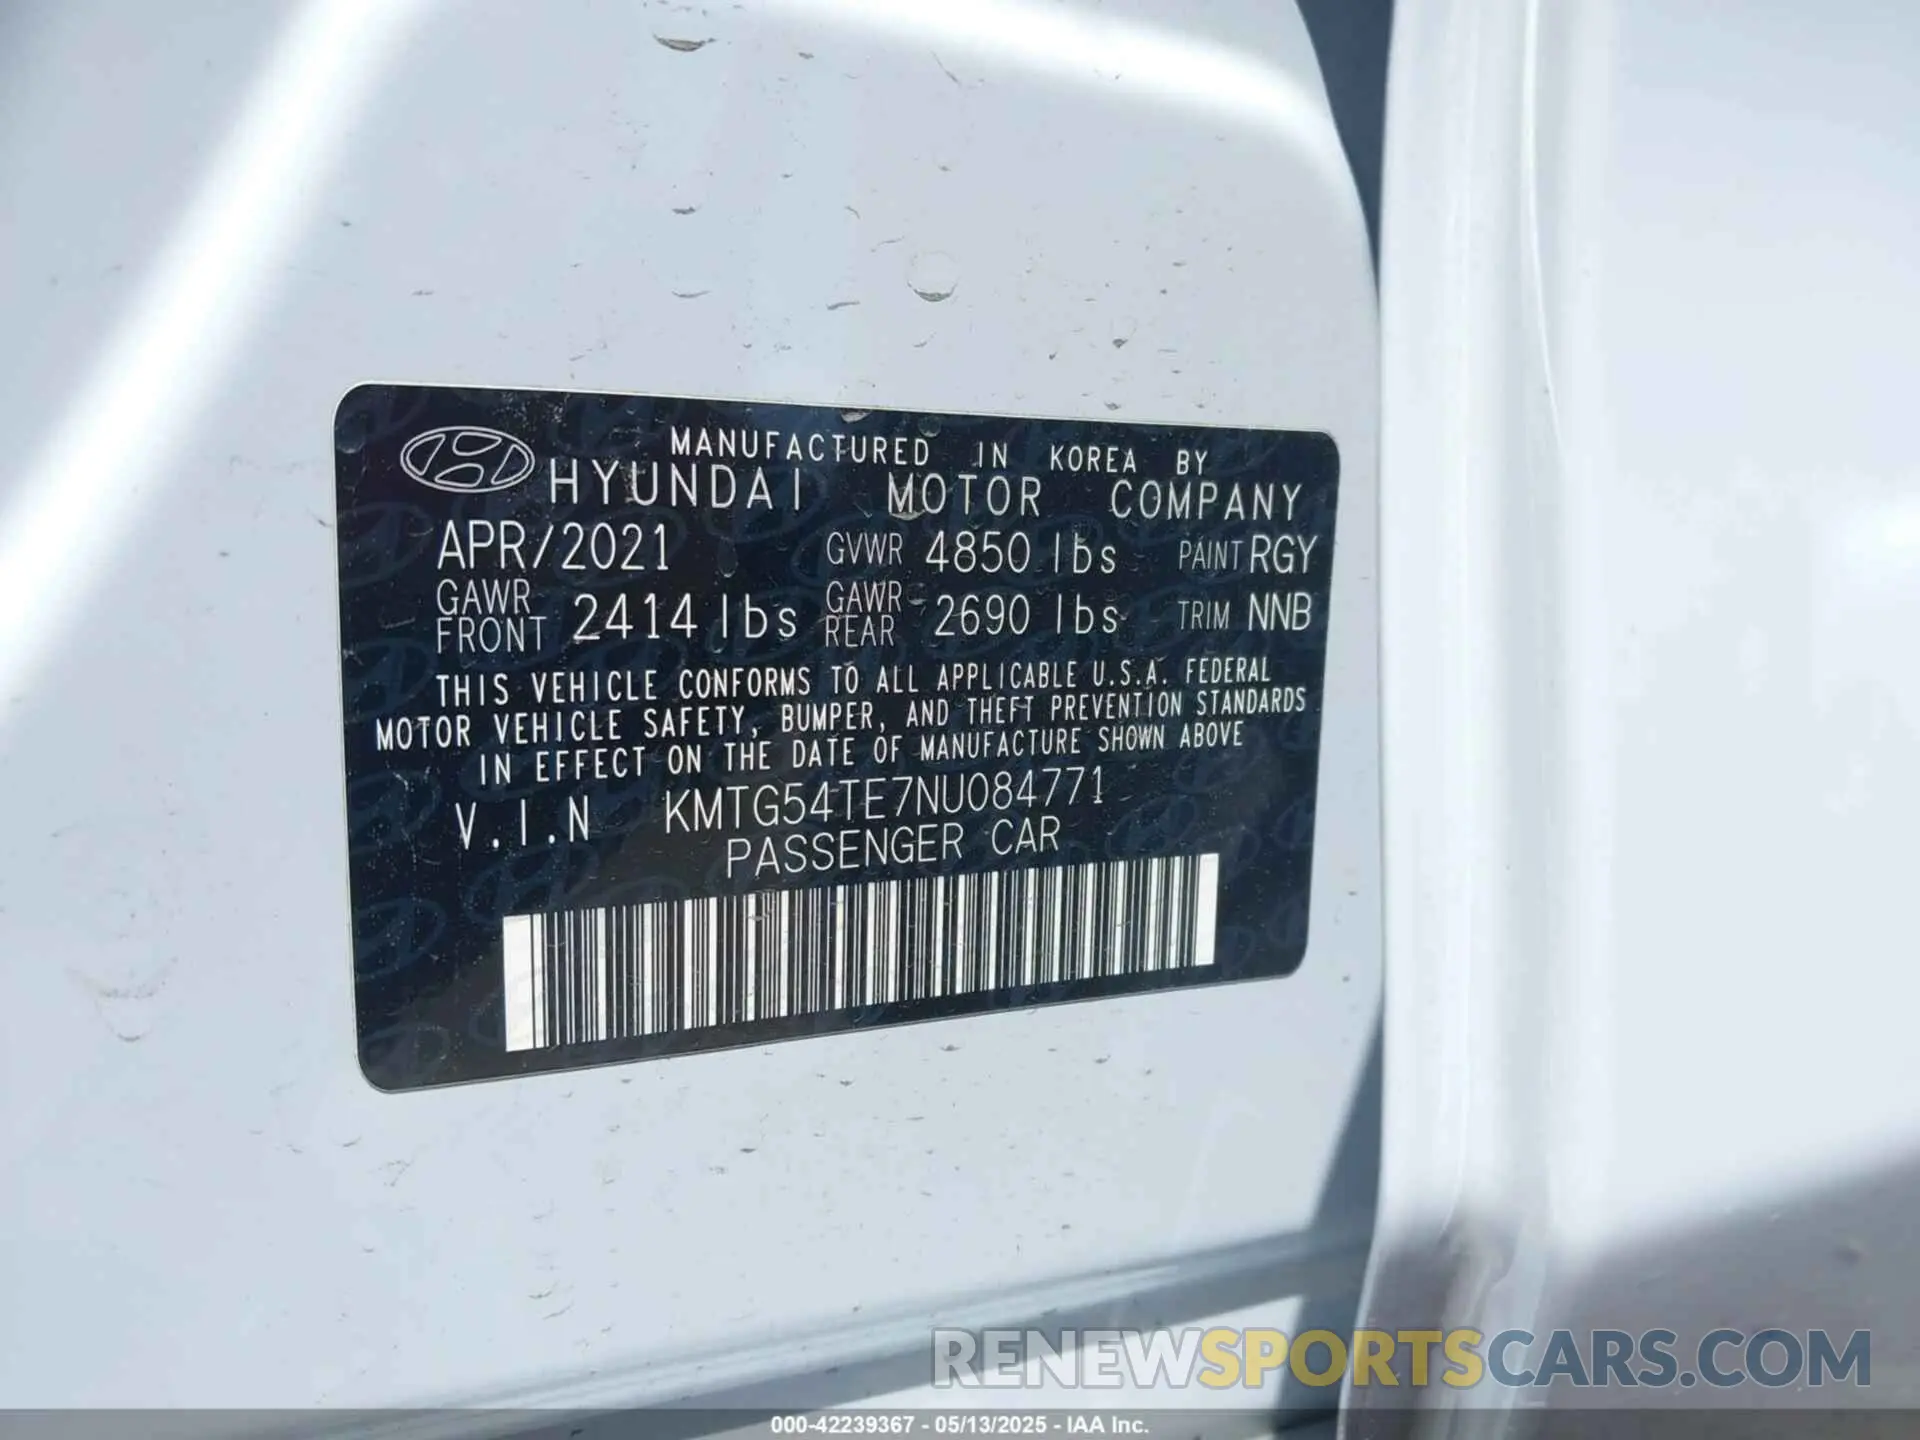 MANUFACTURED IN KOREA BY
HYUNDAI MOTOR COMPANY
APR/2021 GVWR 4850 lbs PAINT RGY
GAWR FRONT 2414 lbs GAWR REAR 2690 lbs TRIM NNB
THIS VEHICLE CONFORMS TO ALL APPLICABLE U.S.A. FEDERAL
MOTOR VEHICLE SAFETY, BUMPER, AND THEFT PREVENTION STANDARDS
IN EFFECT ON THE DATE OF MANUFACTURE SHOWN ABOVE
V.I.N KMTG54TE7NU084771
PASSENGER CAR
RENEWSPORTSCARS.COM
000-42239367 - 05/13/2025 - IAA Inc.